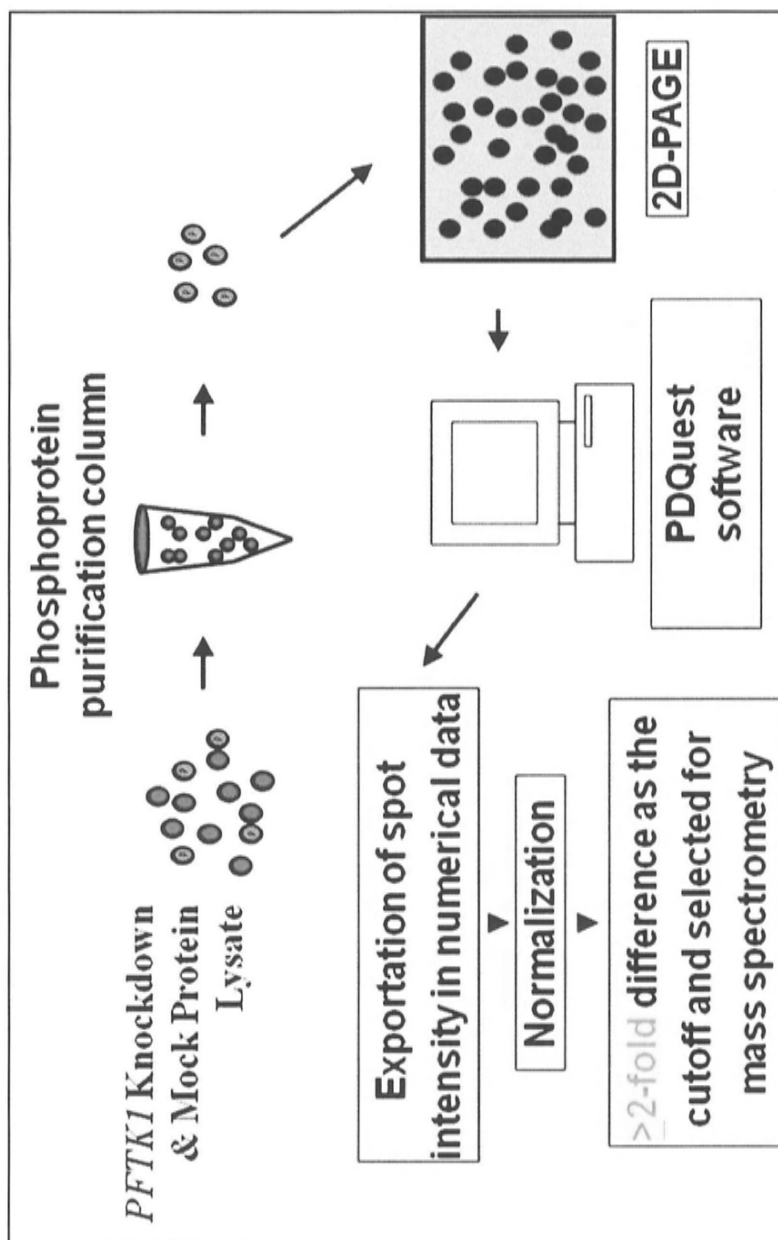 PFTK1 Knockdown
& Mock Protein
Lysate
Phosphoprotein
purification column
P
P
P
P
P
P
P
P
P
2D-PAGE
PDQuest
software
Exportation of spot
intensity in numerical data
Normalization
>2-fold difference as the
cutoff and selected for
mass spectrometry